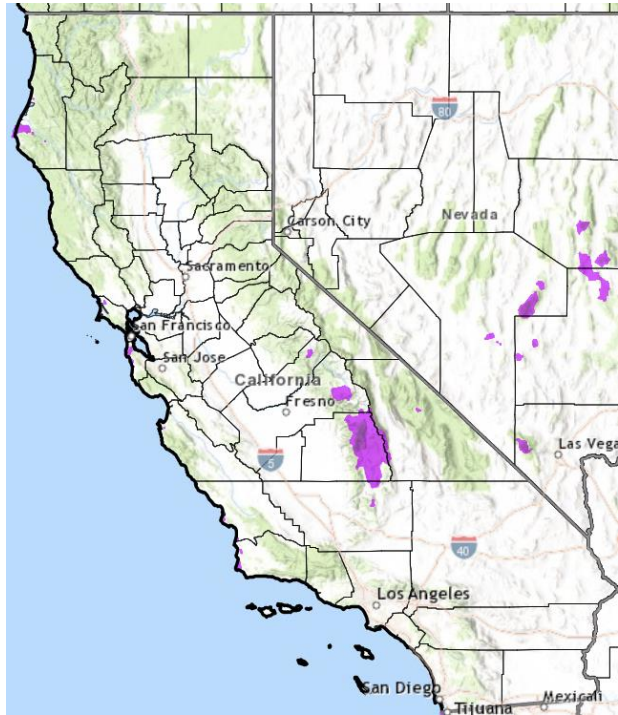 80
Carson City
Nevada
Sacramento
San Francisco
San Jose
California
Fresno
5
Las Vega
40
Los Angeles
San Diego
Tijuana
Mexicali